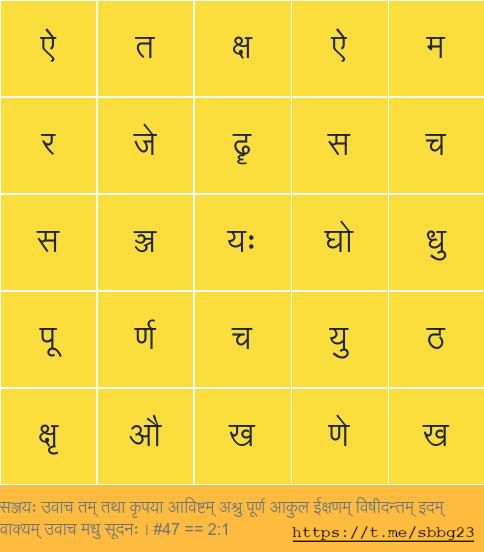 ऐ त क्ष ऐ म
र जे ढॄ स च
स ञ्ज यः घो धु
पू र्ण च यु ठ
क्षृ औ ख णे ख
सञ्जयः उवाच तम् तथा कृपया आविष्टम् अश्रु पूर्ण आकुल ईक्षणम् विषीदन्तम् इदम्
वाक्यम् उवाच मधु सूदनः । #47 == 2:1 https://t.me/sbbg23